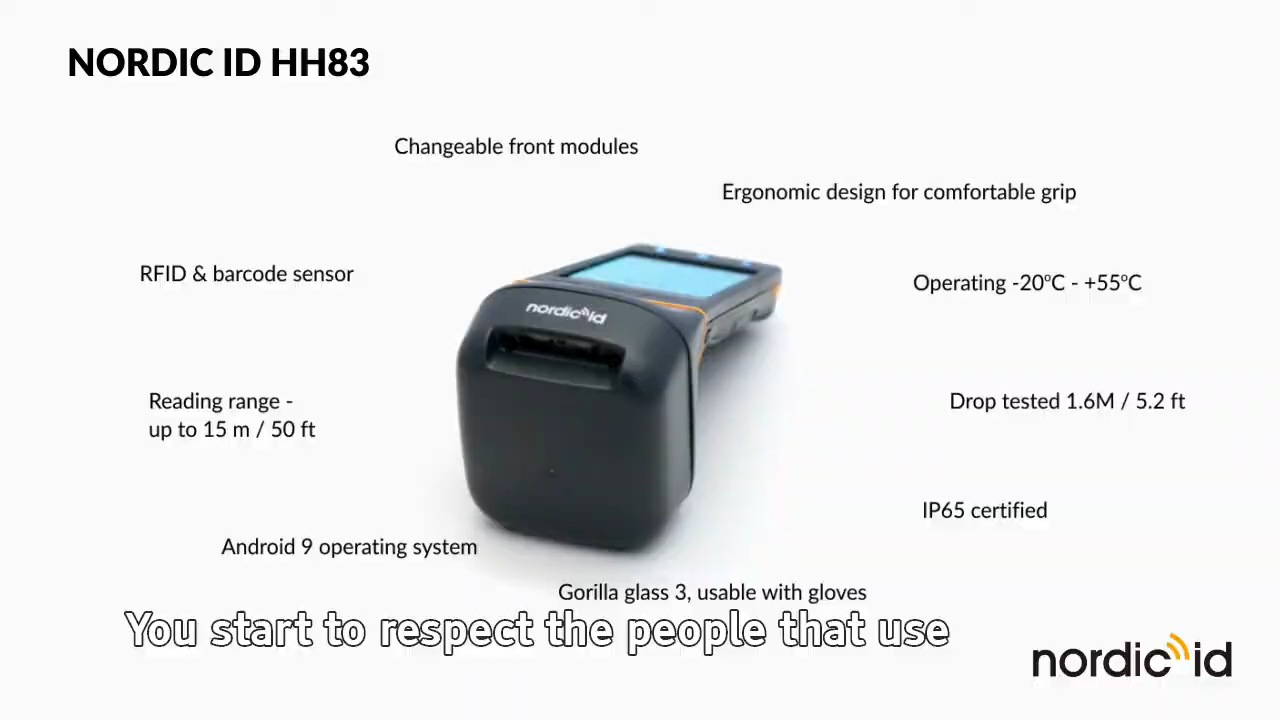 NORDIC ID HH83
Changeable front modules
Ergonomic design for comfortable grip
RFID & barcode sensor
Operating -20ºC - +55ºC
nordic id
Reading range -
up to 15 m / 50 ft
Drop tested 1.6M / 5.2 ft
IP65 certified
Android 9 operating system
Gorilla glass 3, usable with gloves
You start to respect the people that use
nordic id